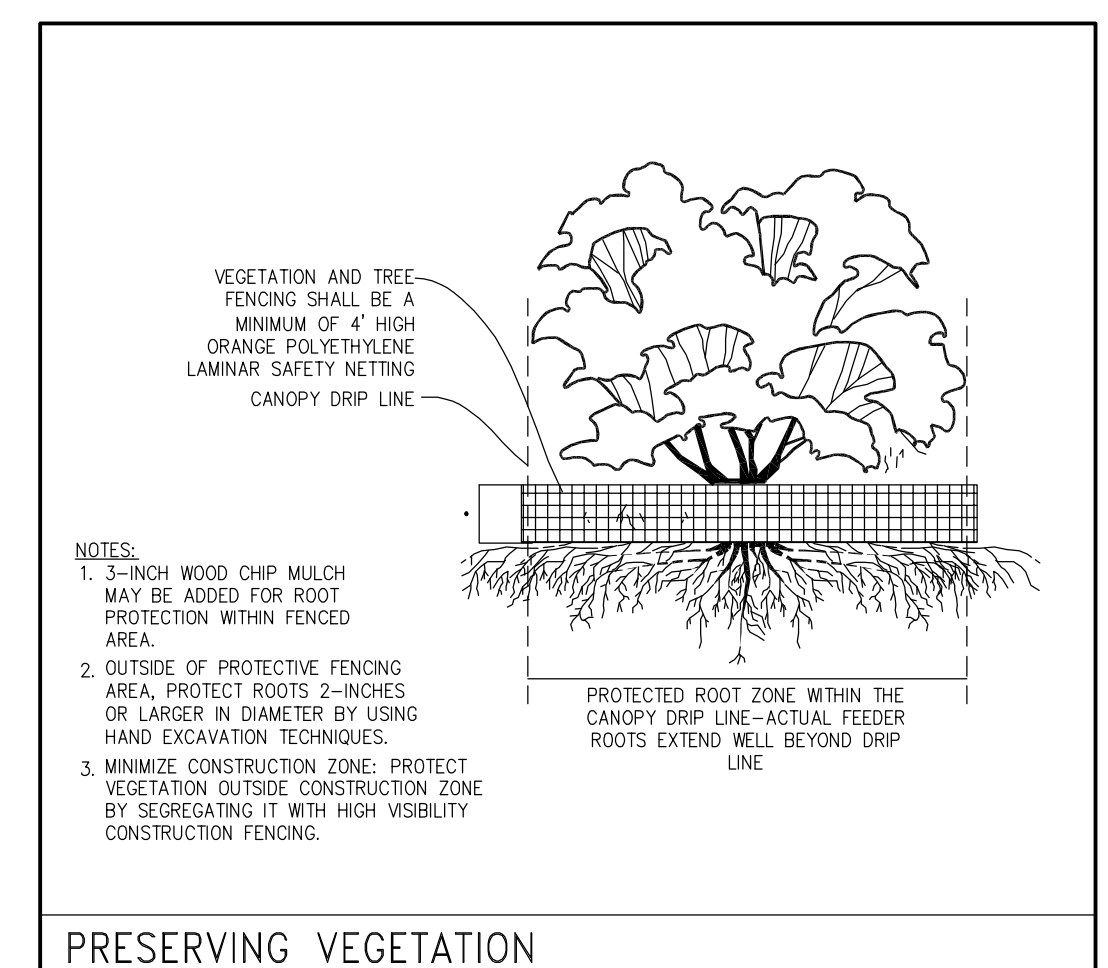 VEGETATION AND TREE
FENCING SHALL BE A
MINIMUM OF 4' HIGH
ORANGE POLYETHYLENE
LAMINAR SAFETY NETTING
CANOPY DRIP LINE
NOTES:
1. 3-INCH WOOD CHIP MULCH
MAY BE ADDED FOR ROOT
PROTECTION WITHIN FENCED
AREA.
2. OUTSIDE OF PROTECTIVE FENCING
AREA, PROTECT ROOTS 2-INCHES
OR LARGER IN DIAMETER BY USING
HAND EXCAVATION TECHNIQUES.
3. MINIMIZE CONSTRUCTION ZONE: PROTECT
VEGETATION OUTSIDE CONSTRUCTION ZONE
BY SEGREGATING IT WITH HIGH VISIBILITY
CONSTRUCTION FENCING.
PROTECTED ROOT ZONE WITHIN THE
CANOPY DRIP LINE-ACTUAL FEEDER
ROOTS EXTEND WELL BEYOND DRIP
LINE
PRESERVING VEGETATION